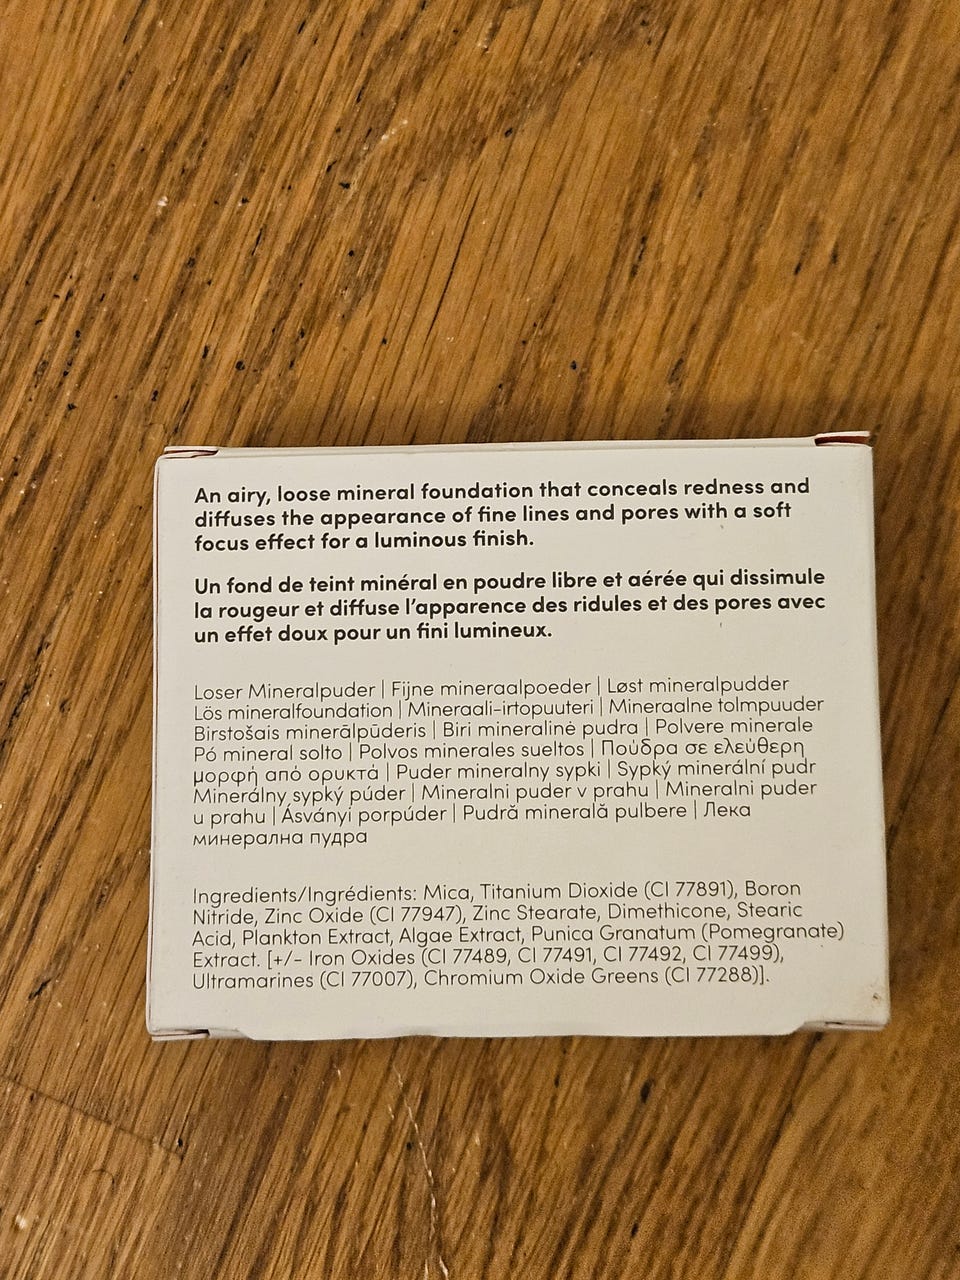 An airy, loose mineral foundation that conceals redness and
diffuses the appearance of fine lines and pores with a soft
focus effect for a luminous finish.
Un fond de teint minéral en poudre libre et aérée qui dissimule
la rougeur et diffuse l'apparence des ridules et des pores avec
un effet doux pour un fini lumineux.
Loser Mineralpuder | Fijne mineraalpoeder | Løst mineralpudder
Lös mineralfoundation | Mineraali-irtopuuteri | Mineraalne tolmpuuder
Birstošais minerālpūderis | Biri mineralinė pudra | Polvere minerale
Pó mineral solto | Polvos minerales sueltos | Πούδρα σε ελεύθερη
μορφή από ορυκτά | Puder mineralny sypki | Sypký minerální pudr
Minerálny sypký púder | Mineralni puder v prahu | Mineralni puder
u prahu | Ásványi porpúder | Pudră minerală pulbere | Лека
минерална пудра
Ingredients/Ingrédients: Mica, Titanium Dioxide (CI 77891), Boron
Nitride, Zinc Oxide (CI 77947), Zinc Stearate, Dimethicone, Stearic
Acid, Plankton Extract, Algae Extract, Punica Granatum (Pomegranate)
Extract. [+/- Iron Oxides (CI 77489, CI 77491, CI 77492, CI 77499),
Ultramarines (CI 77007), Chromium Oxide Greens (CI 77288)].